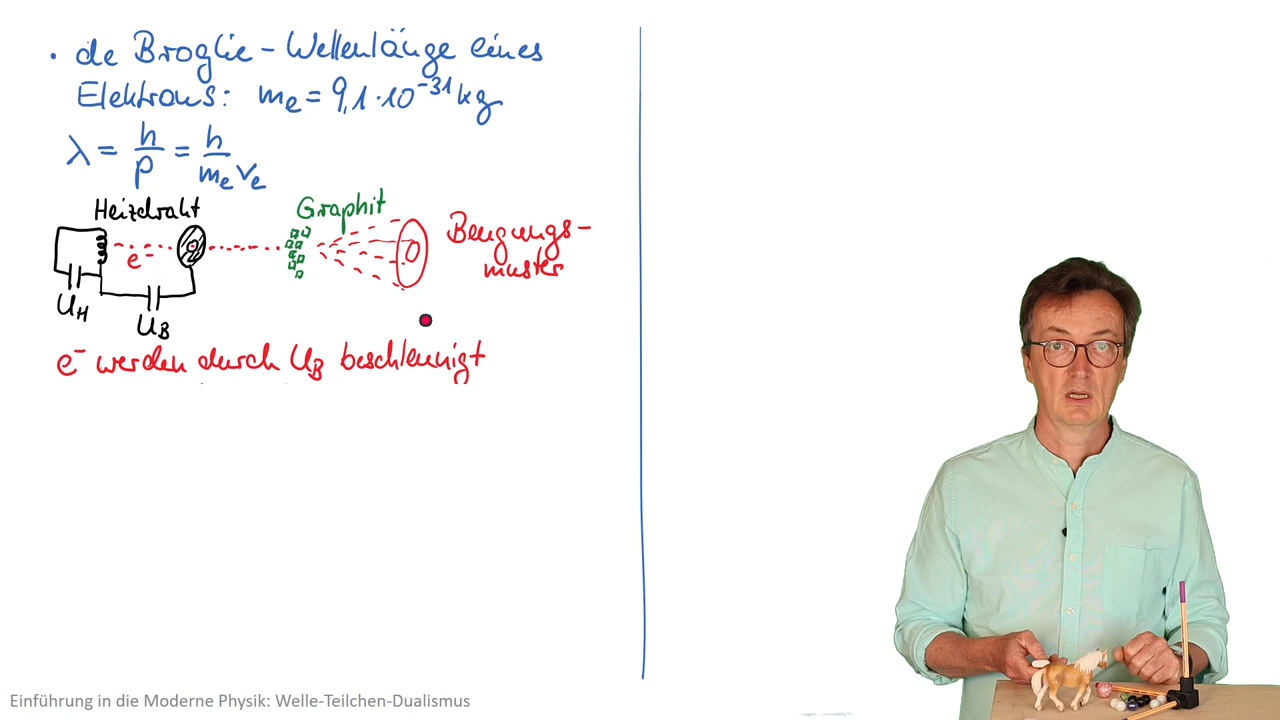 · de Broglie-Wellenlänge eines
Elektrons: mₑ = 9,1·10⁻³¹ kg
λ = h/p = h/(mₑvₑ)
Heizdraht
Graphit
e⁻
Beugungs-
muster
U_H
U_B
e⁻ werden durch U_B beschleunigt
Einführung in die Moderne Physik: Welle-Teilchen-Dualismus